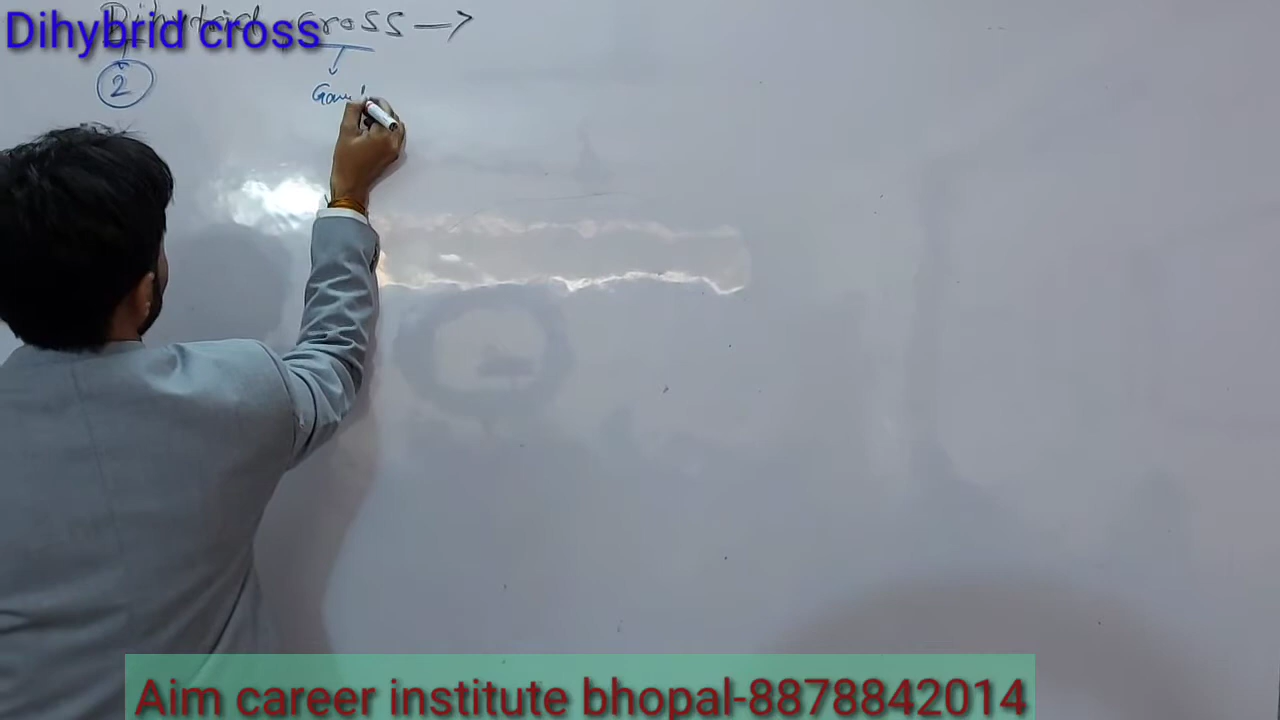 Dihybrid cross
Dihybrid cross →
2
Aim career institute bhopal-8878842014